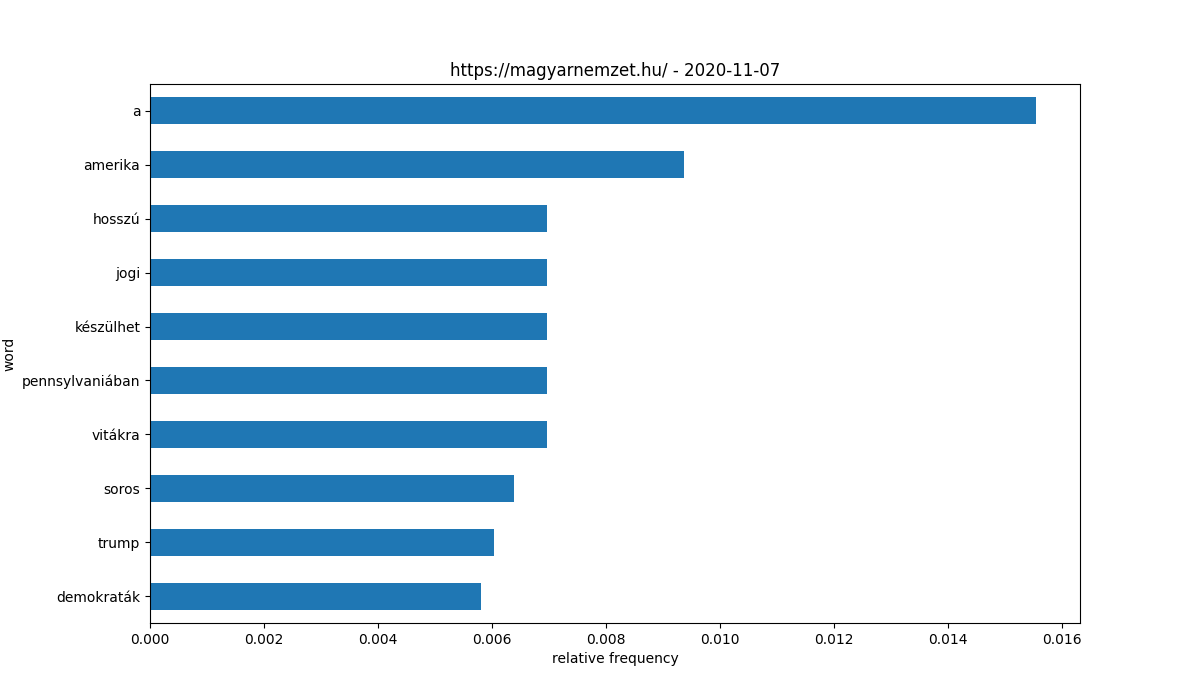 https://magyarnemzet.hu/ - 2020-11-07
a
amerika
hosszú
jogi
készülhet
pennsylvaniában
vitákra
soros
trump
demokraták
word
0.000 0.002 0.004 0.006 0.008 0.010 0.012 0.014 0.016
relative frequency